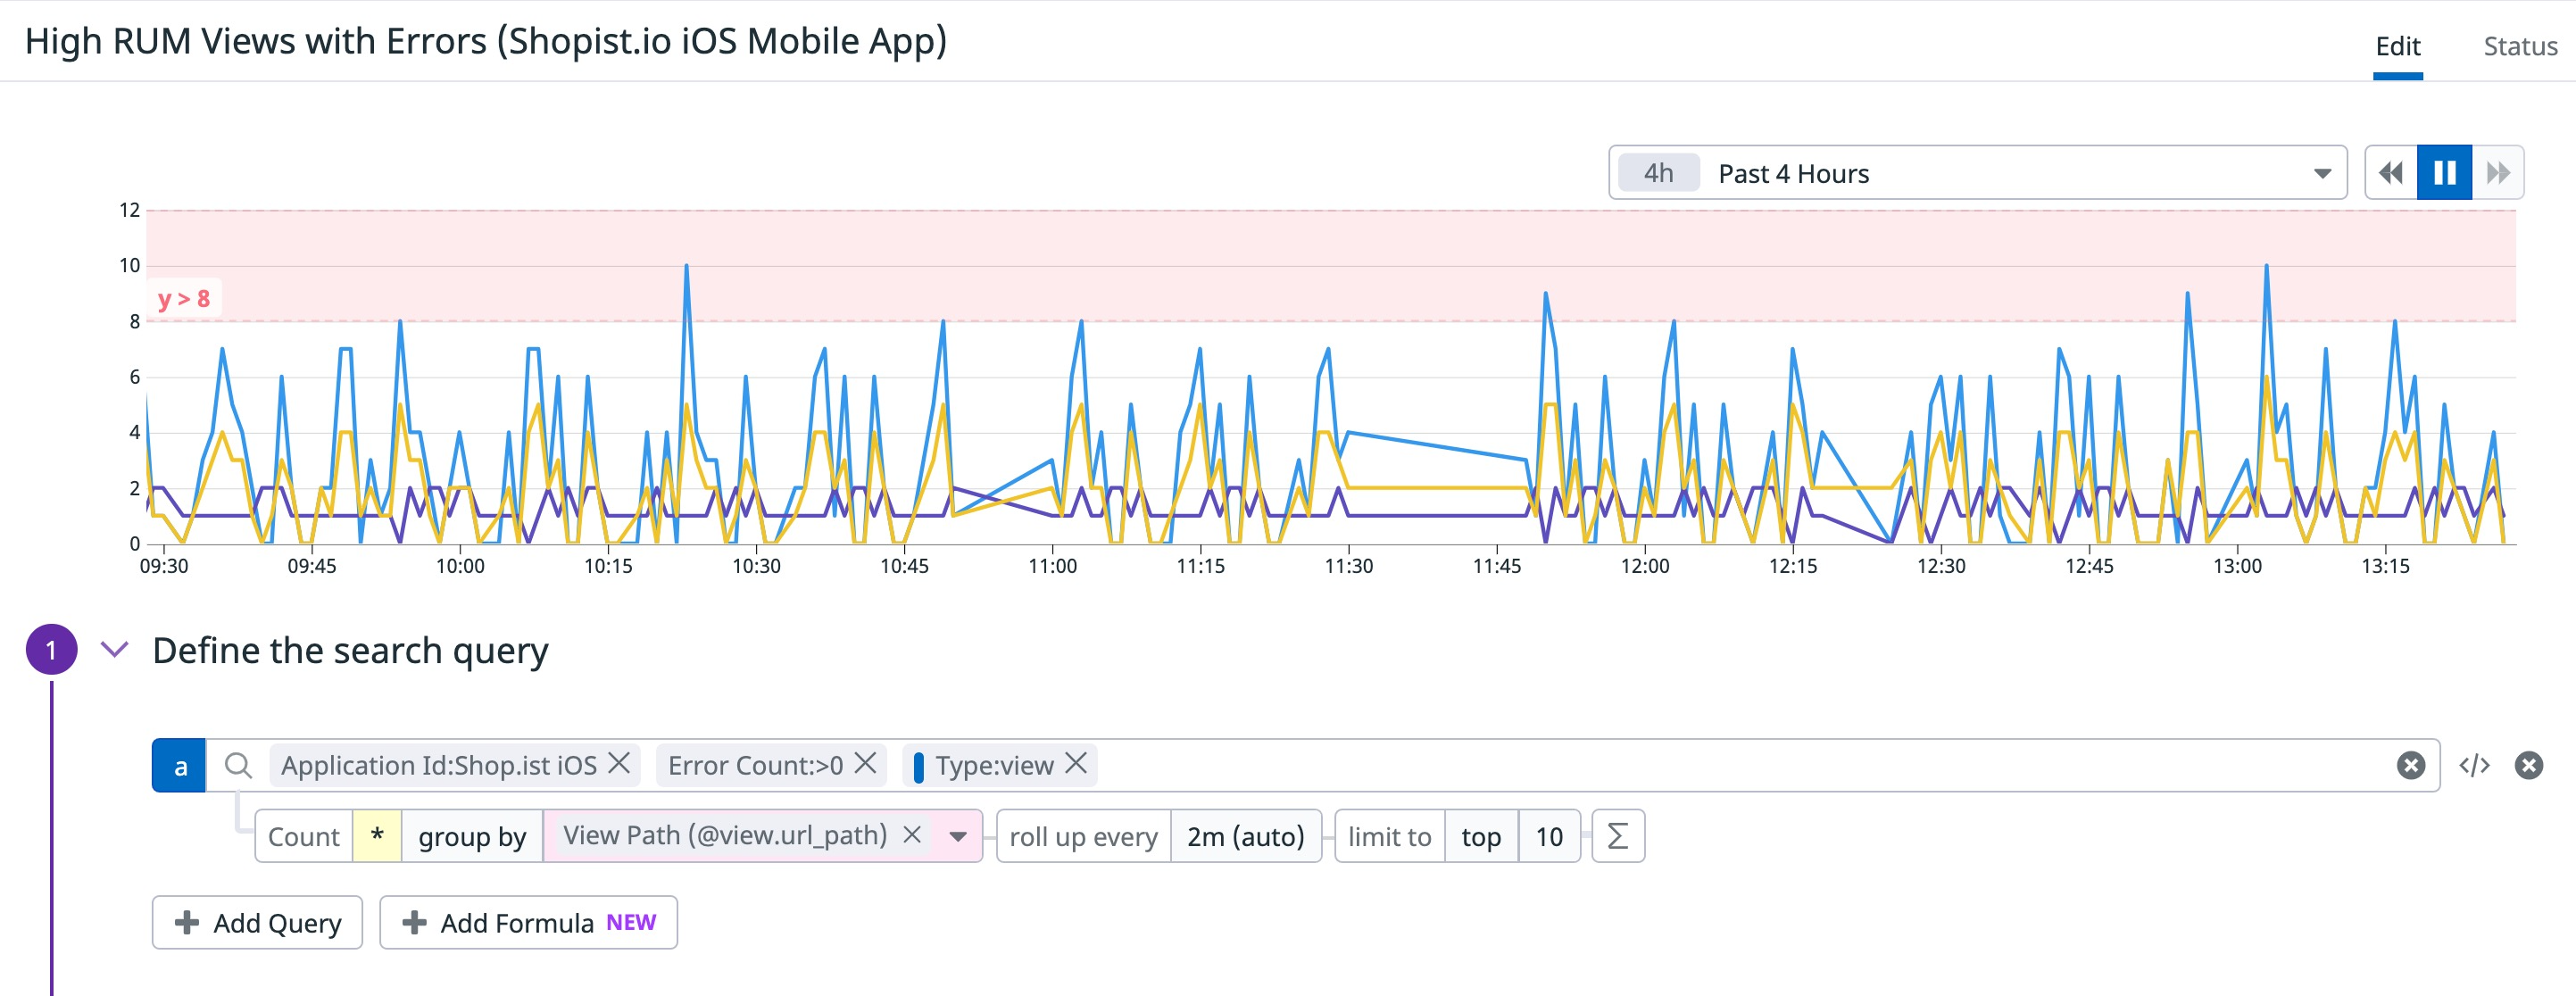 High RUM Views with Errors (Shopist.io iOS Mobile App)
Edit Status
4h Past 4 Hours
12
10
y > 8
8
6
4
2
0
09:30 09:45 10:00 10:15 10:30 10:45 11:00 11:15 11:30 11:45 12:00 12:15 12:30 12:45 13:00 13:15
1 Define the search query
a Application Id:Shop.ist iOS Error Count:>0 Type:view </>
Count * group by View Path (@view.url_path) roll up every 2m (auto) limit to top 10 Σ
+ Add Query + Add Formula NEW